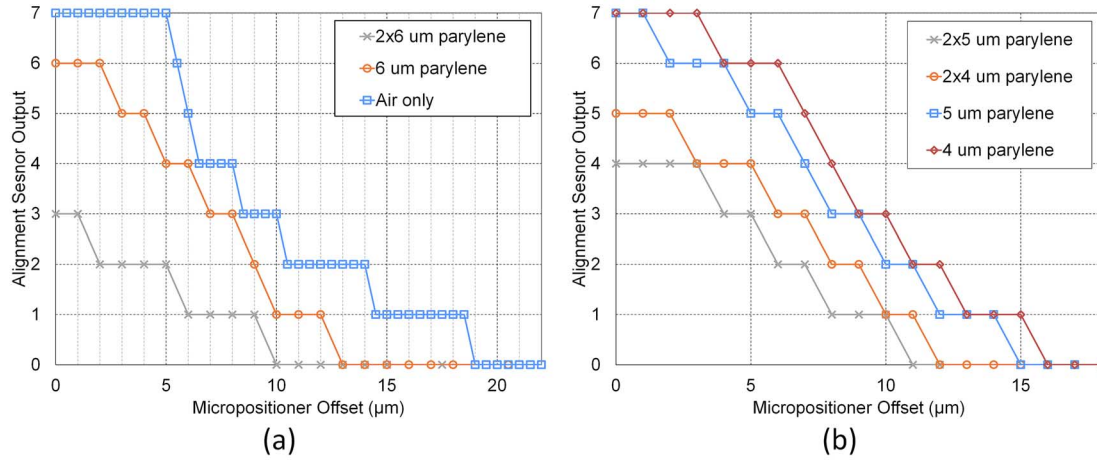 7
6
5
4
3
2
1
0
Alignment Sesnor Output
0
5
10
15
20
Micropositioner Offset (μm)
2x6 um parylene
6 um parylene
Air only
(a)
7
6
5
4
3
2
1
0
Alignment Sesnor Output
0
5
10
15
Micropositioner Offset (μm)
2x5 um parylene
2x4 um parylene
5 um parylene
4 um parylene
(b)